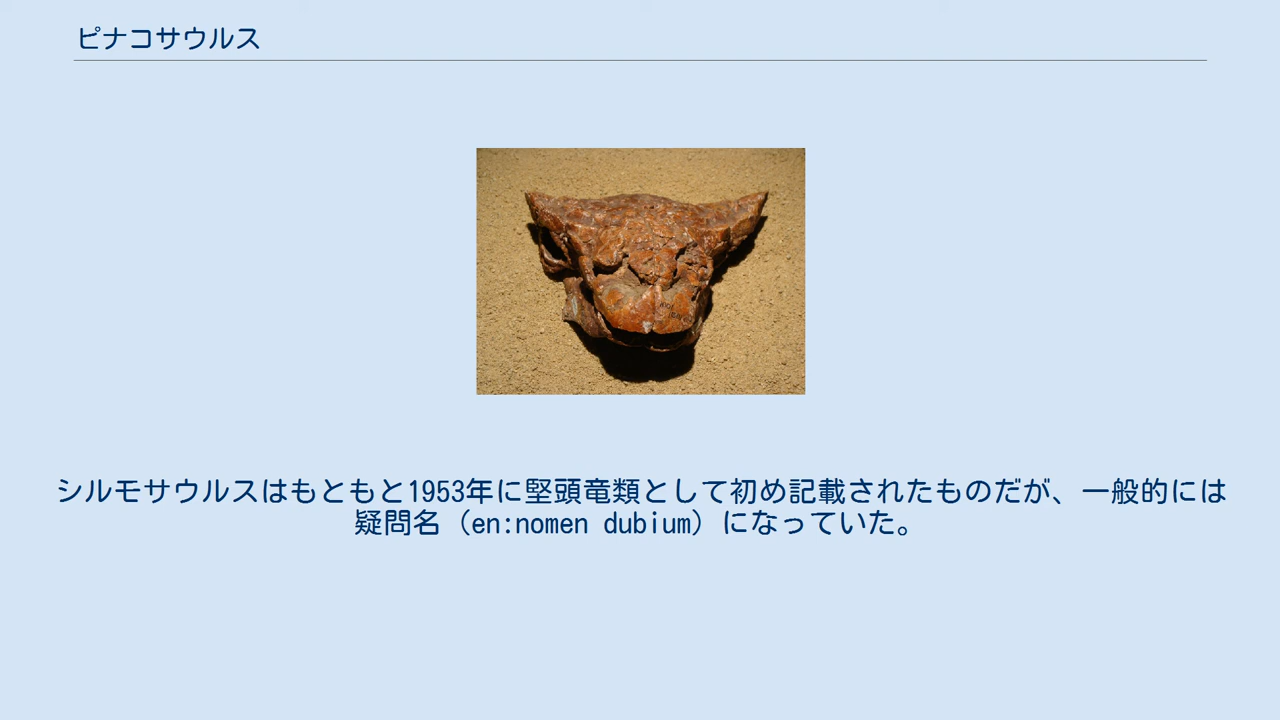 ピナコサウルス
シルモサウルスはもともと1953年に堅頭竜類として初め記載されたものだが、一般的には
疑問名（en:nomen dubium）になっていた。